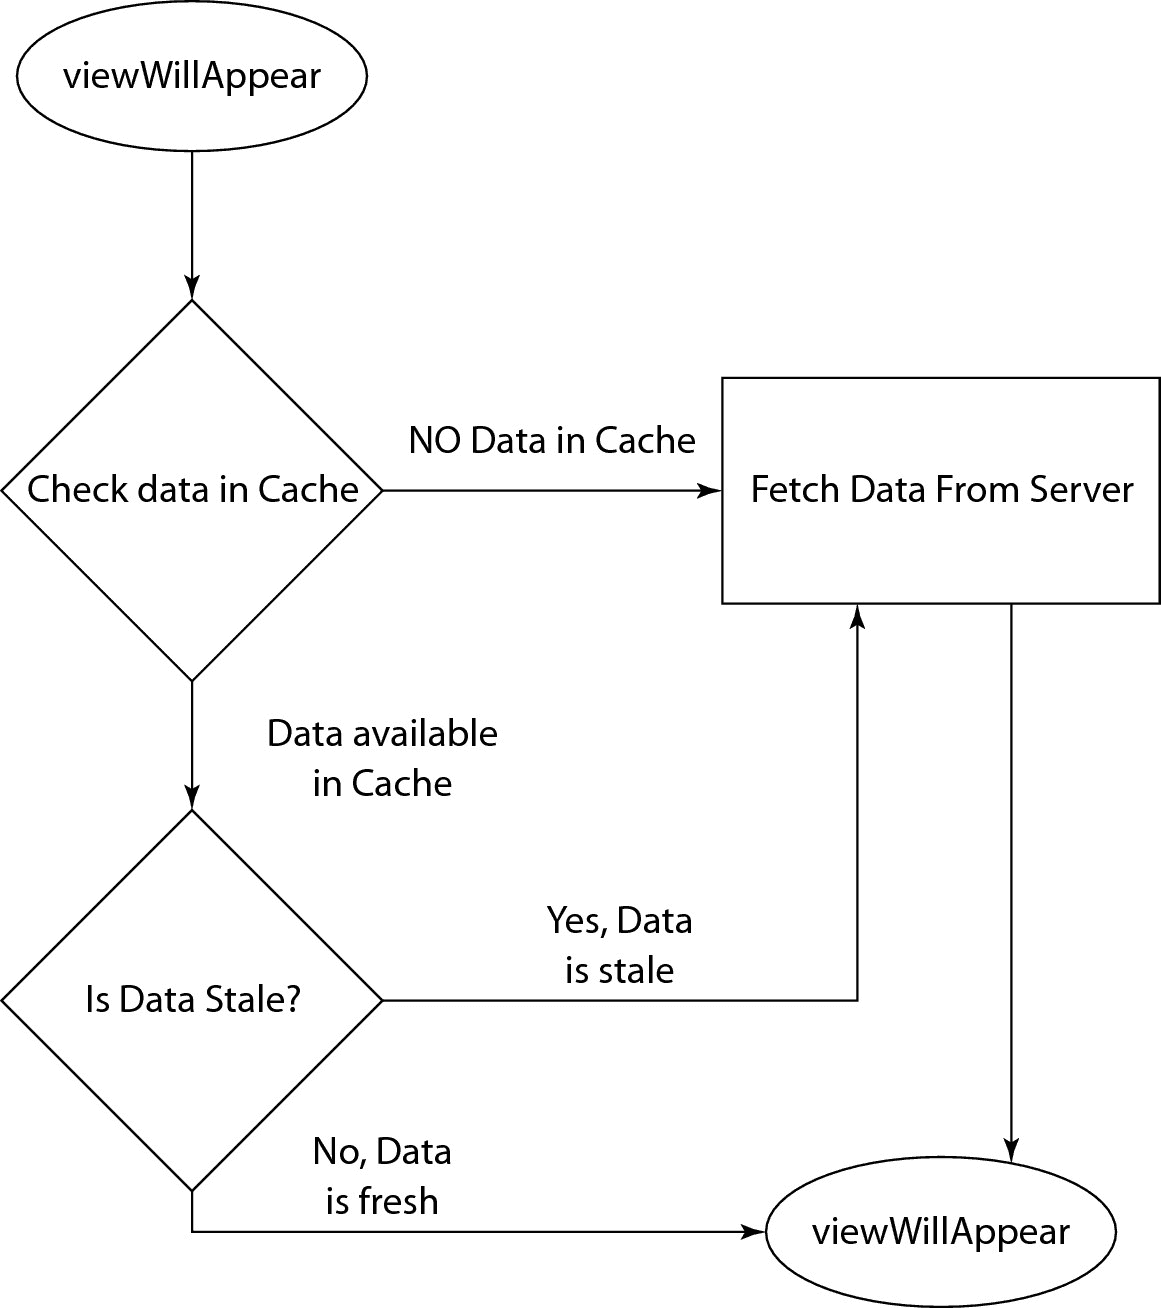 viewWillAppear
NO Data in Cache
Check data in Cache
Fetch Data From Server
Data available
in Cache
Yes, Data
is stale
Is Data Stale?
No, Data
is fresh
viewWillAppear